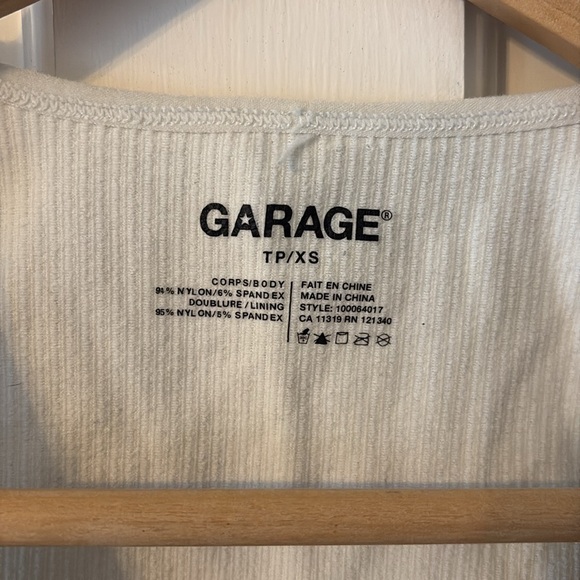 GARAGE®
TP/XS
CORPS/BODY
94% NYLON/6% SPANDEX
DOUBLURE/LINING
95% NYLON/5% SPANDEX
FAIT EN CHINE
MADE IN CHINA
STYLE: 100064017
CA 11319 RN 121340